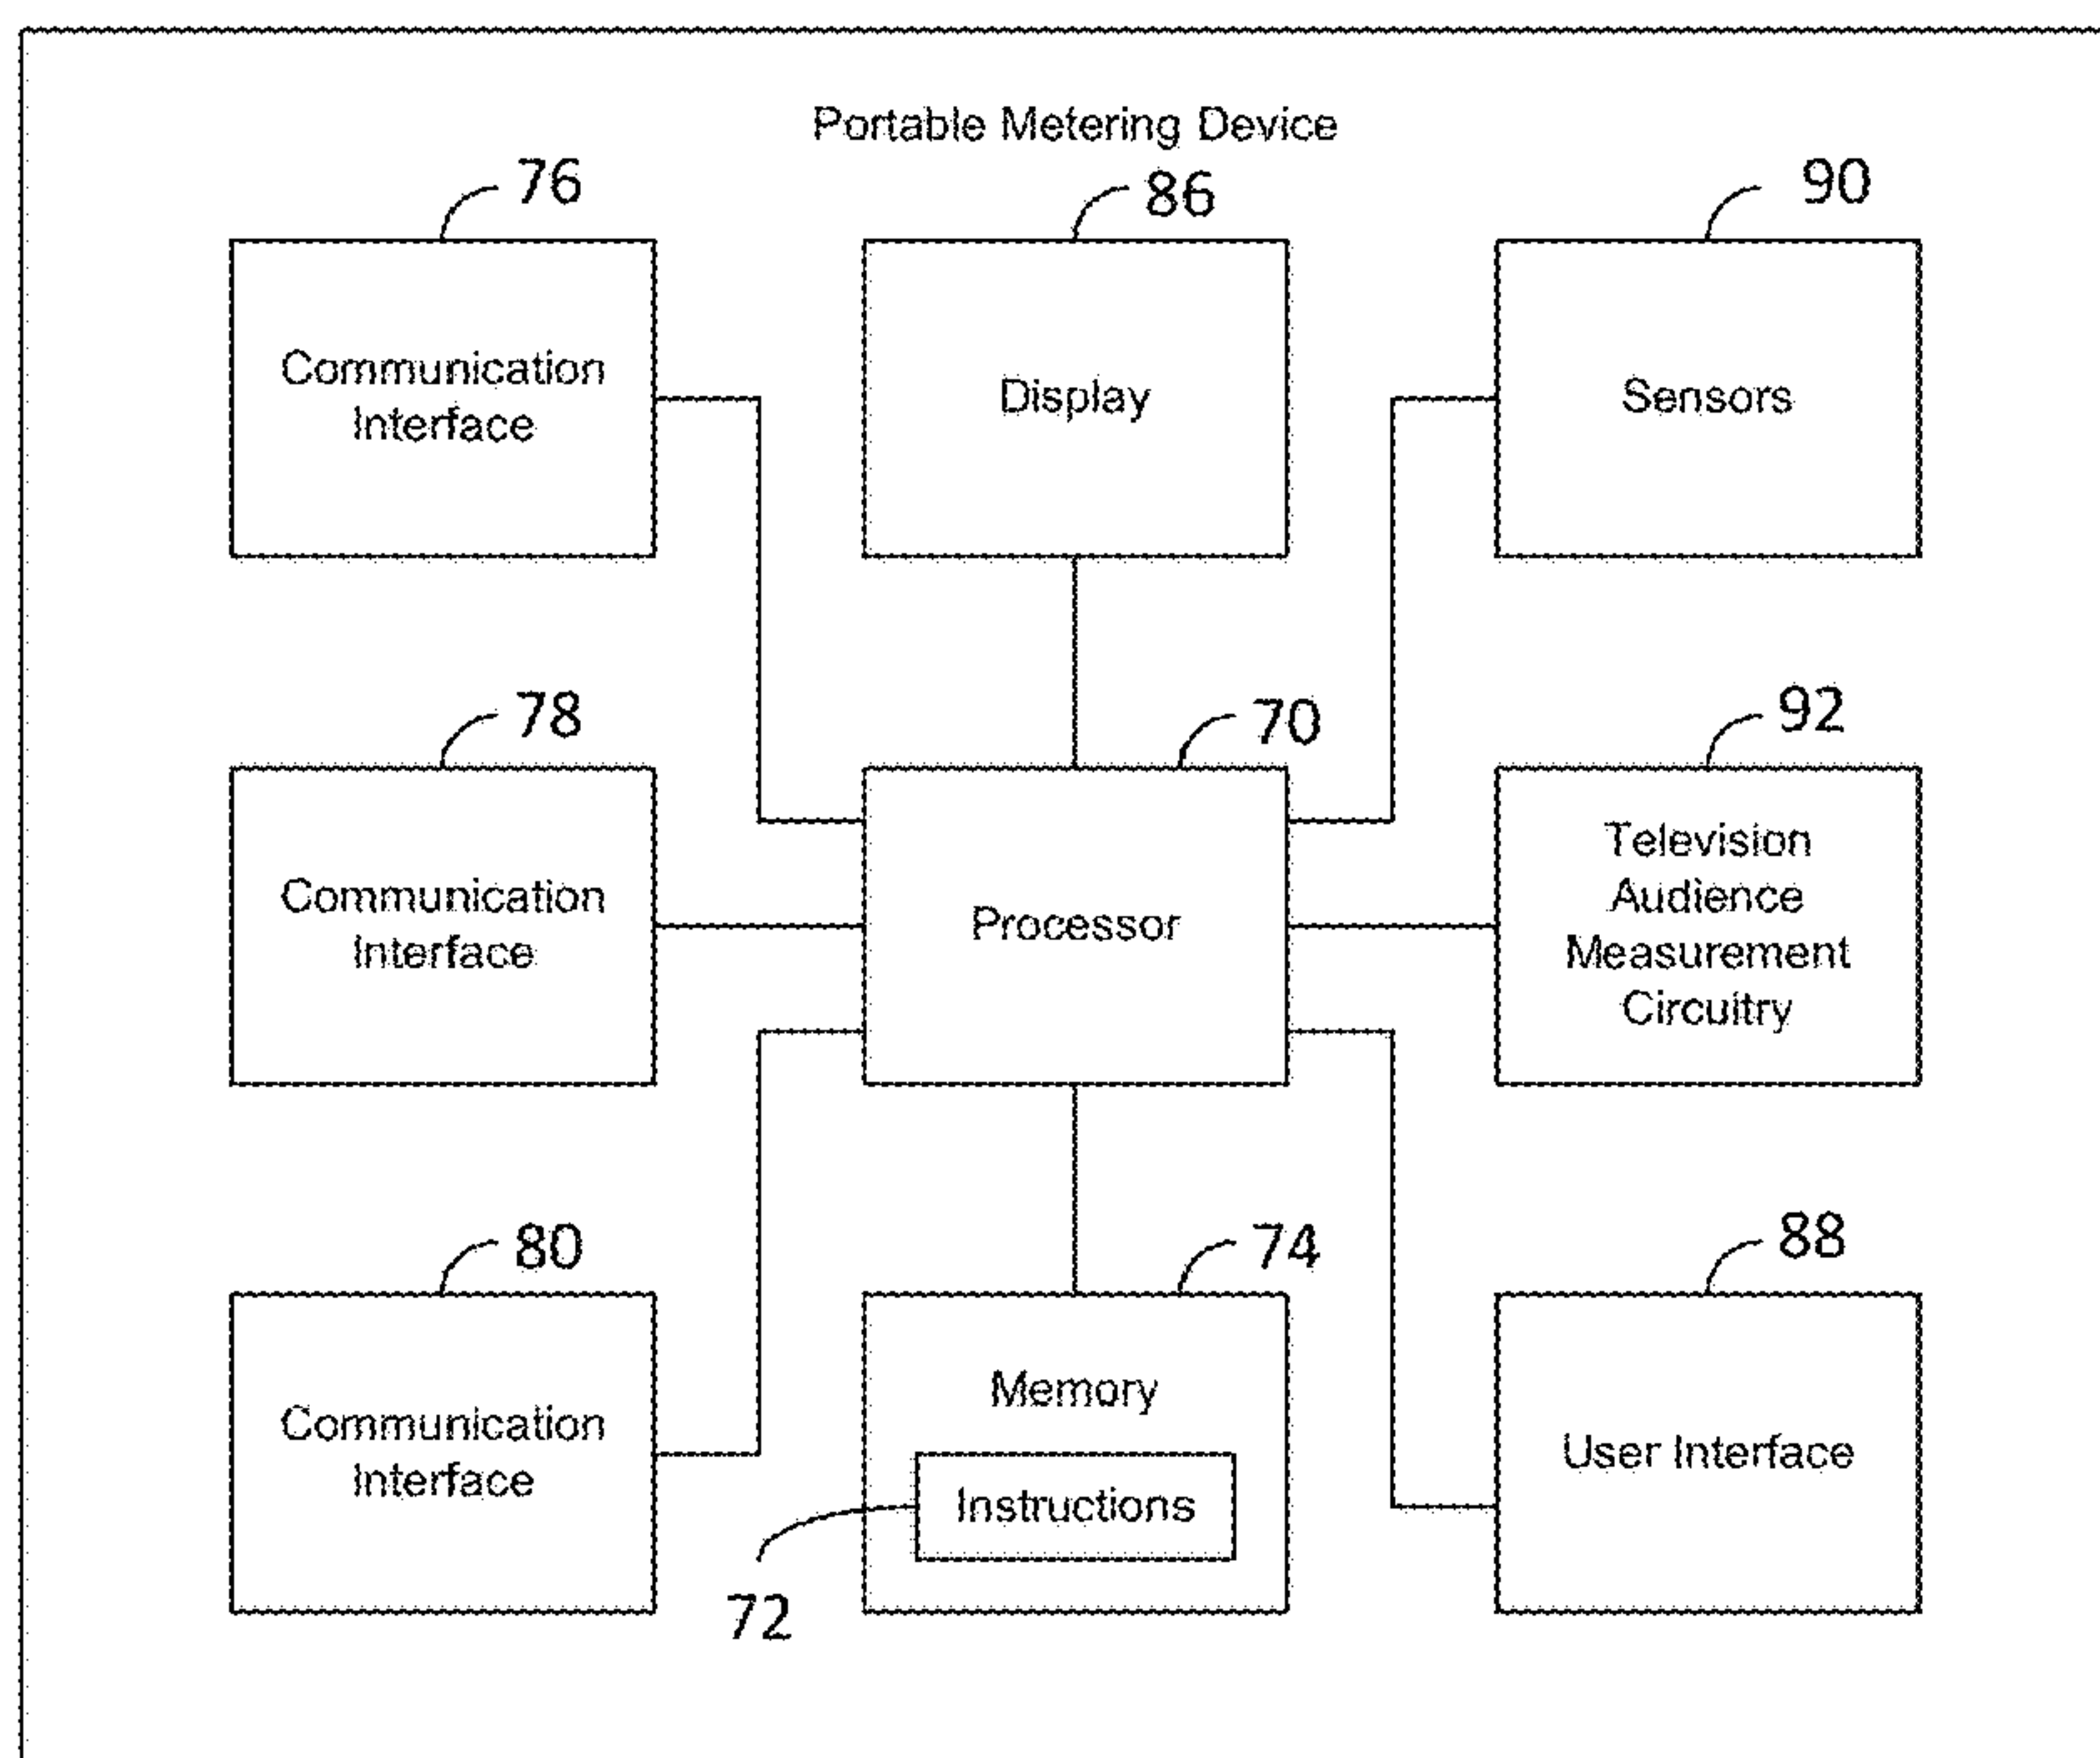 Portable Metering Device
76
86
90
Communication
Interface
Display
Sensors
78
70
92
Communication
Interface
Processor
Television
Audience
Measurement
Circuitry
80
74
88
Communication
Interface
Memory
Instructions
User Interface
72